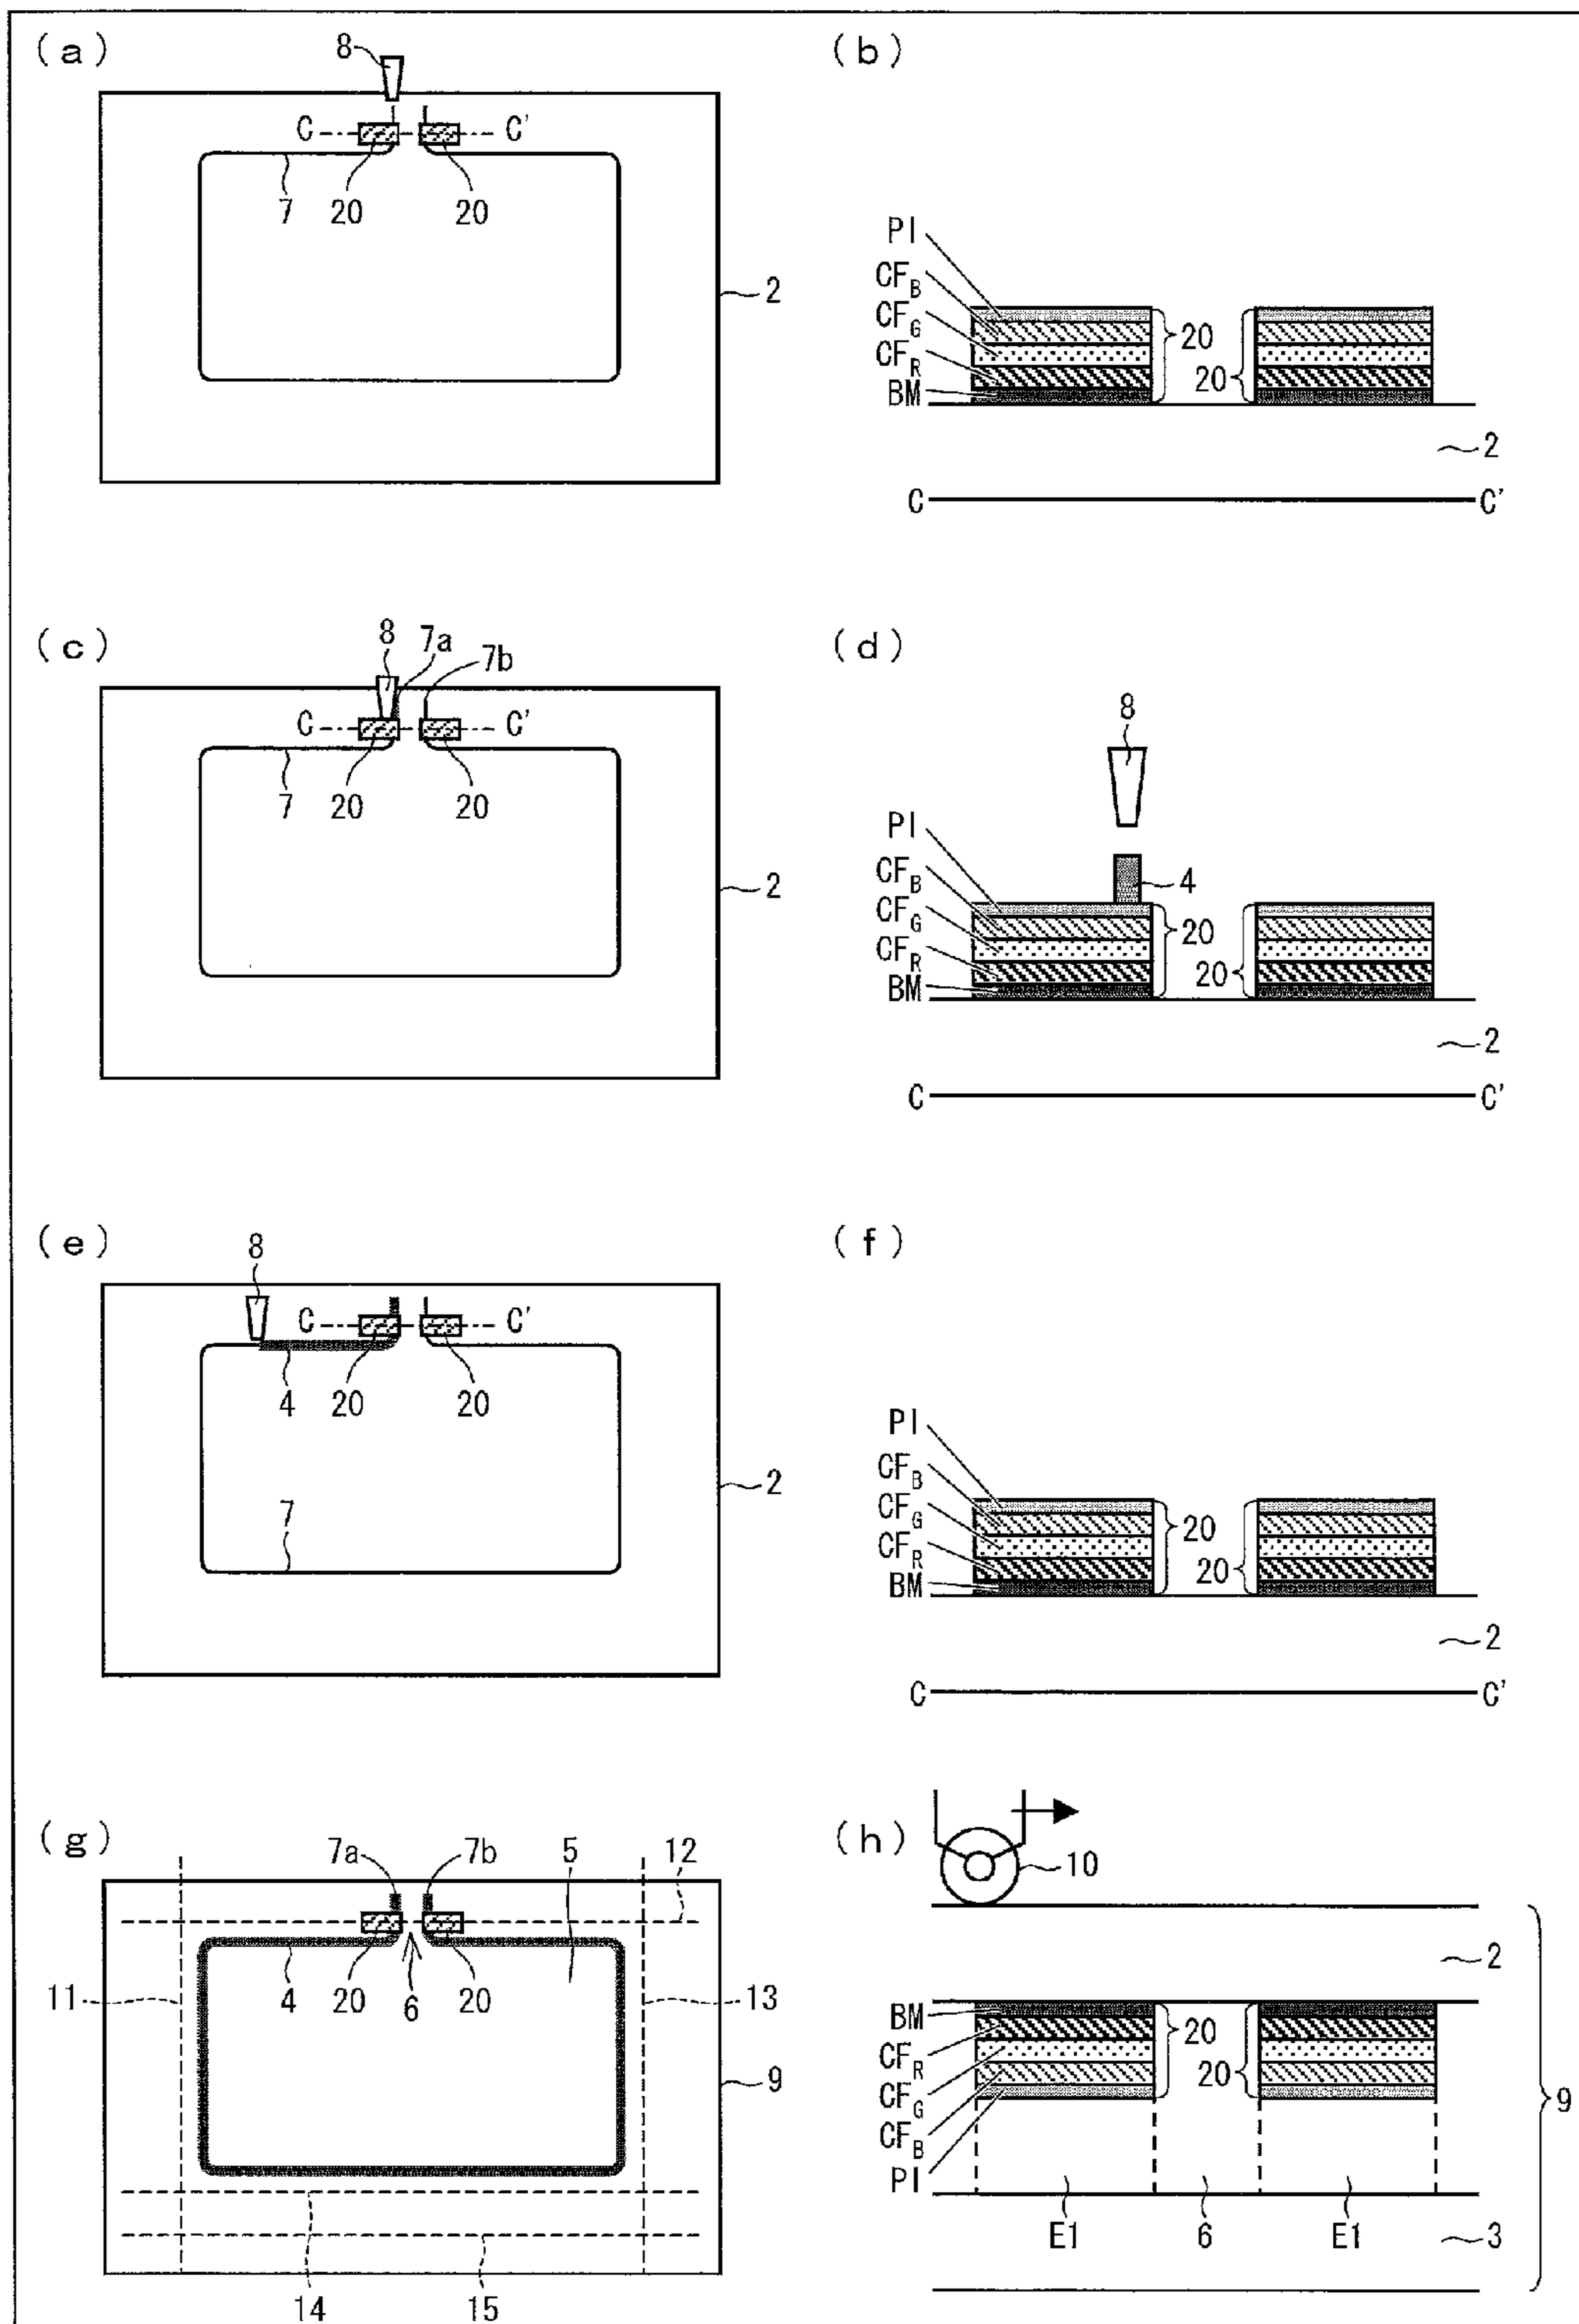 (a)
8
C
C'
7
20
20
2
(b)
PI
CF_B
CF_G
CF_R
BM
20
20
2
C
C'
(c)
8
7a
7b
C
C'
7
20
20
2
(d)
8
PI
CF_B
CF_G
CF_R
BM
4
20
20
2
C
C'
(e)
8
C
C'
4
20
20
7
2
(f)
PI
CF_B
CF_G
CF_R
BM
20
20
2
C
C'
(g)
7a
7b
5
12
11
4
20
6
20
13
9
14
15
(h)
10
2
BM
CF_R
CF_G
CF_B
PI
20
20
9
E1
6
E1
3